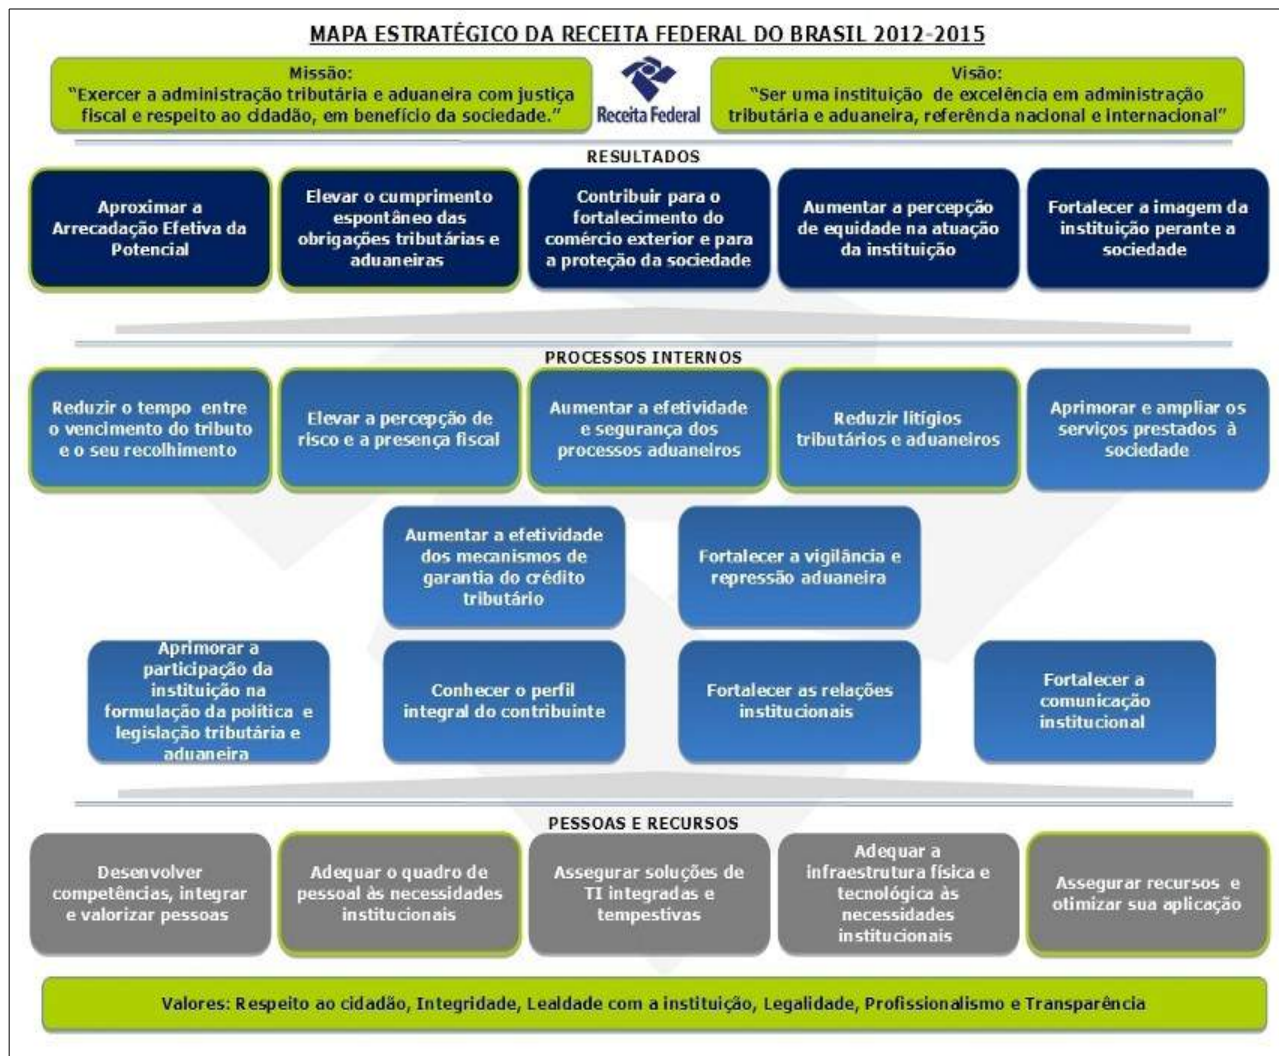 MAPA ESTRATÉGICO DA RECEITA FEDERAL DO BRASIL 2012-2015
Missão:
“Exercer a administração tributária e aduaneira com justiça
fiscal e respeito ao cidadão, em benefício da sociedade.”
Receita Federal
Visão:
“Ser uma instituição de excelência em administração
tributária e aduaneira, referência nacional e internacional”
RESULTADOS
Aproximar a
Arrecadação Efetiva da
Potencial
Elevar o cumprimento
espontâneo das
obrigações tributárias e
aduaneiras
Contribuir para o
fortalecimento do
comércio exterior e para
a proteção da sociedade
Aumentar a percepção
de equidade na atuação
da instituição
Fortalecer a imagem da
instituição perante a
sociedade
PROCESSOS INTERNOS
Reduzir o tempo entre
o vencimento do tributo
e o seu recolhimento
Elevar a percepção de
risco e a presença fiscal
Aumentar a efetividade
e segurança dos
processos aduaneiros
Reduzir litígios
tributários e aduaneiros
Aprimorar e ampliar os
serviços prestados à
sociedade
Aumentar a efetividade
dos mecanismos de
garantia do crédito
tributário
Fortalecer a vigilância e
repressão aduaneira
Aprimorar a
participação da
instituição na
formulação da política e
legislação tributária e
aduaneira
Conhecer o perfil
integral do contribuinte
Fortalecer as relações
institucionais
Fortalecer a
comunicação
institucional
PESSOAS E RECURSOS
Desenvolver
competências, integrar
e valorizar pessoas
Adequar o quadro de
pessoal às necessidades
institucionais
Assegurar soluções de
TI integradas e
tempestivas
Adequar a
infraestrutura física e
tecnológica às
necessidades
institucionais
Assegurar recursos e
otimizar sua aplicação
Valores: Respeito ao cidadão, Integridade, Lealdade com a instituição, Legalidade, Profissionalismo e Transparência